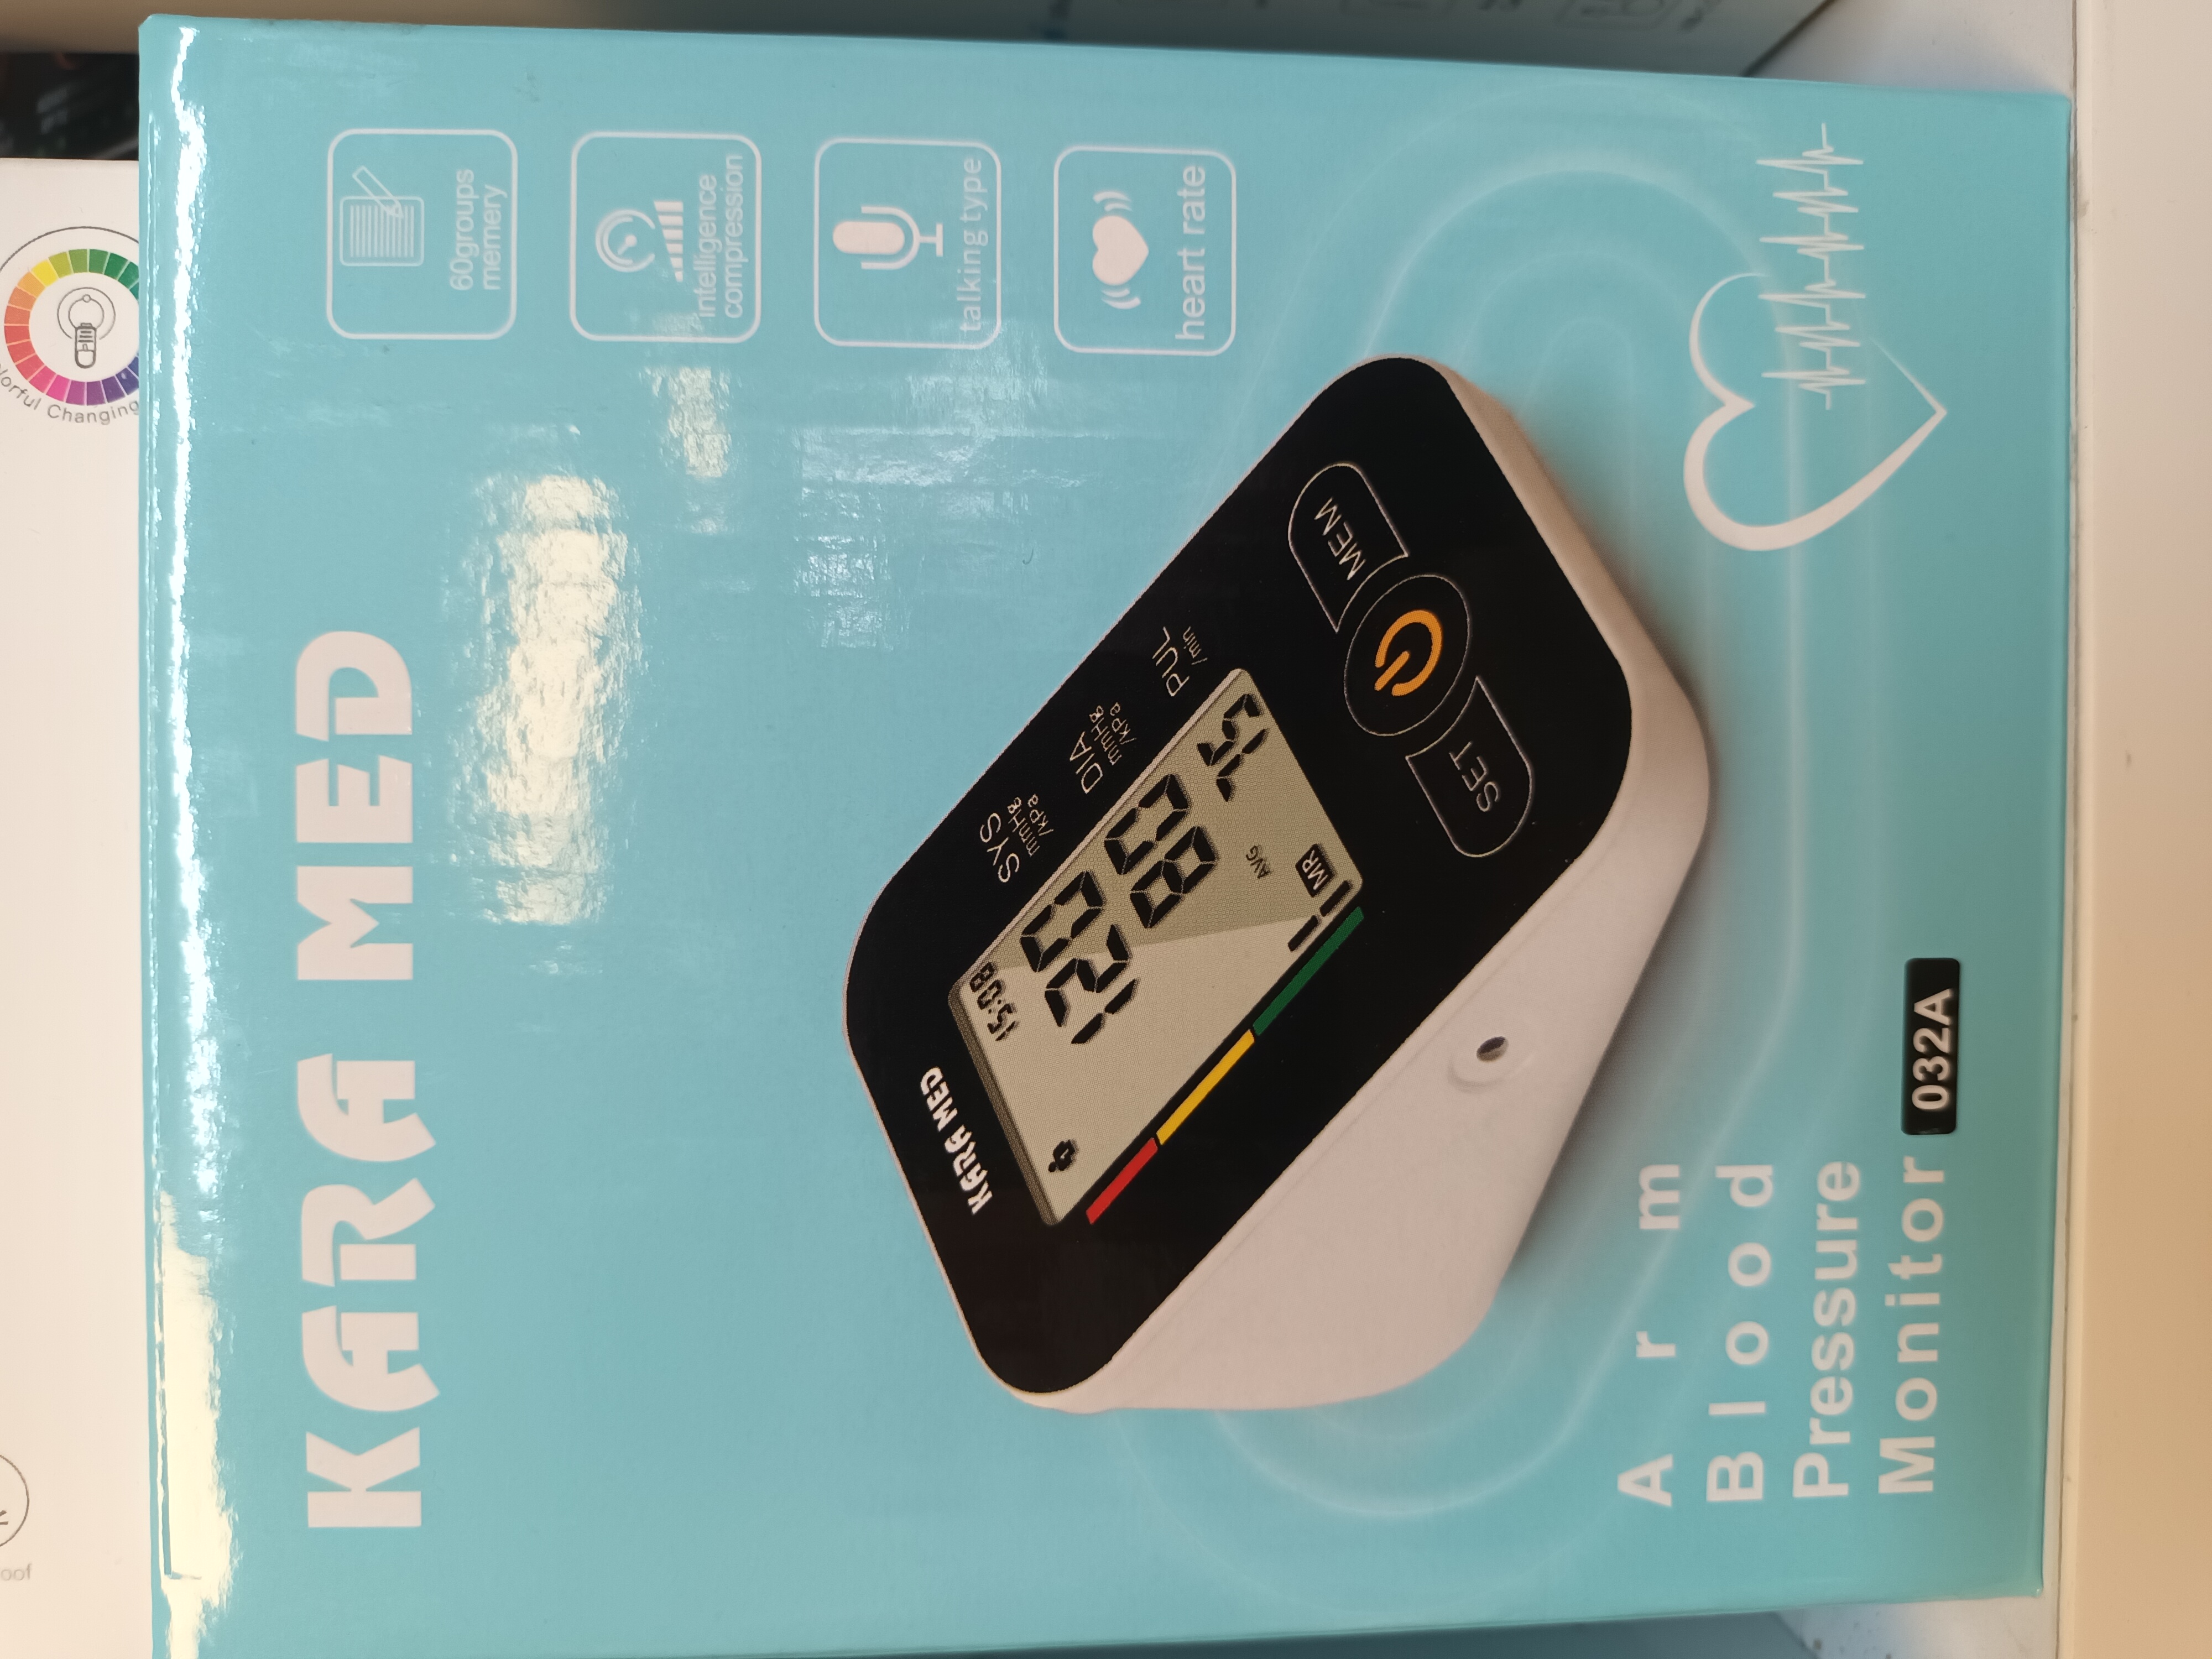 KARA MED
60groups
memery
intelligence
compression
talking type
heart rate
KARA MED
15:08
SYS
mmHg
/kPa
120
DIA
mmHg
/kPa
80
PUL
/min
75
AVG
MR
11
MEM
SET
Arm
Blood
Pressure
Monitor 032A
Changing